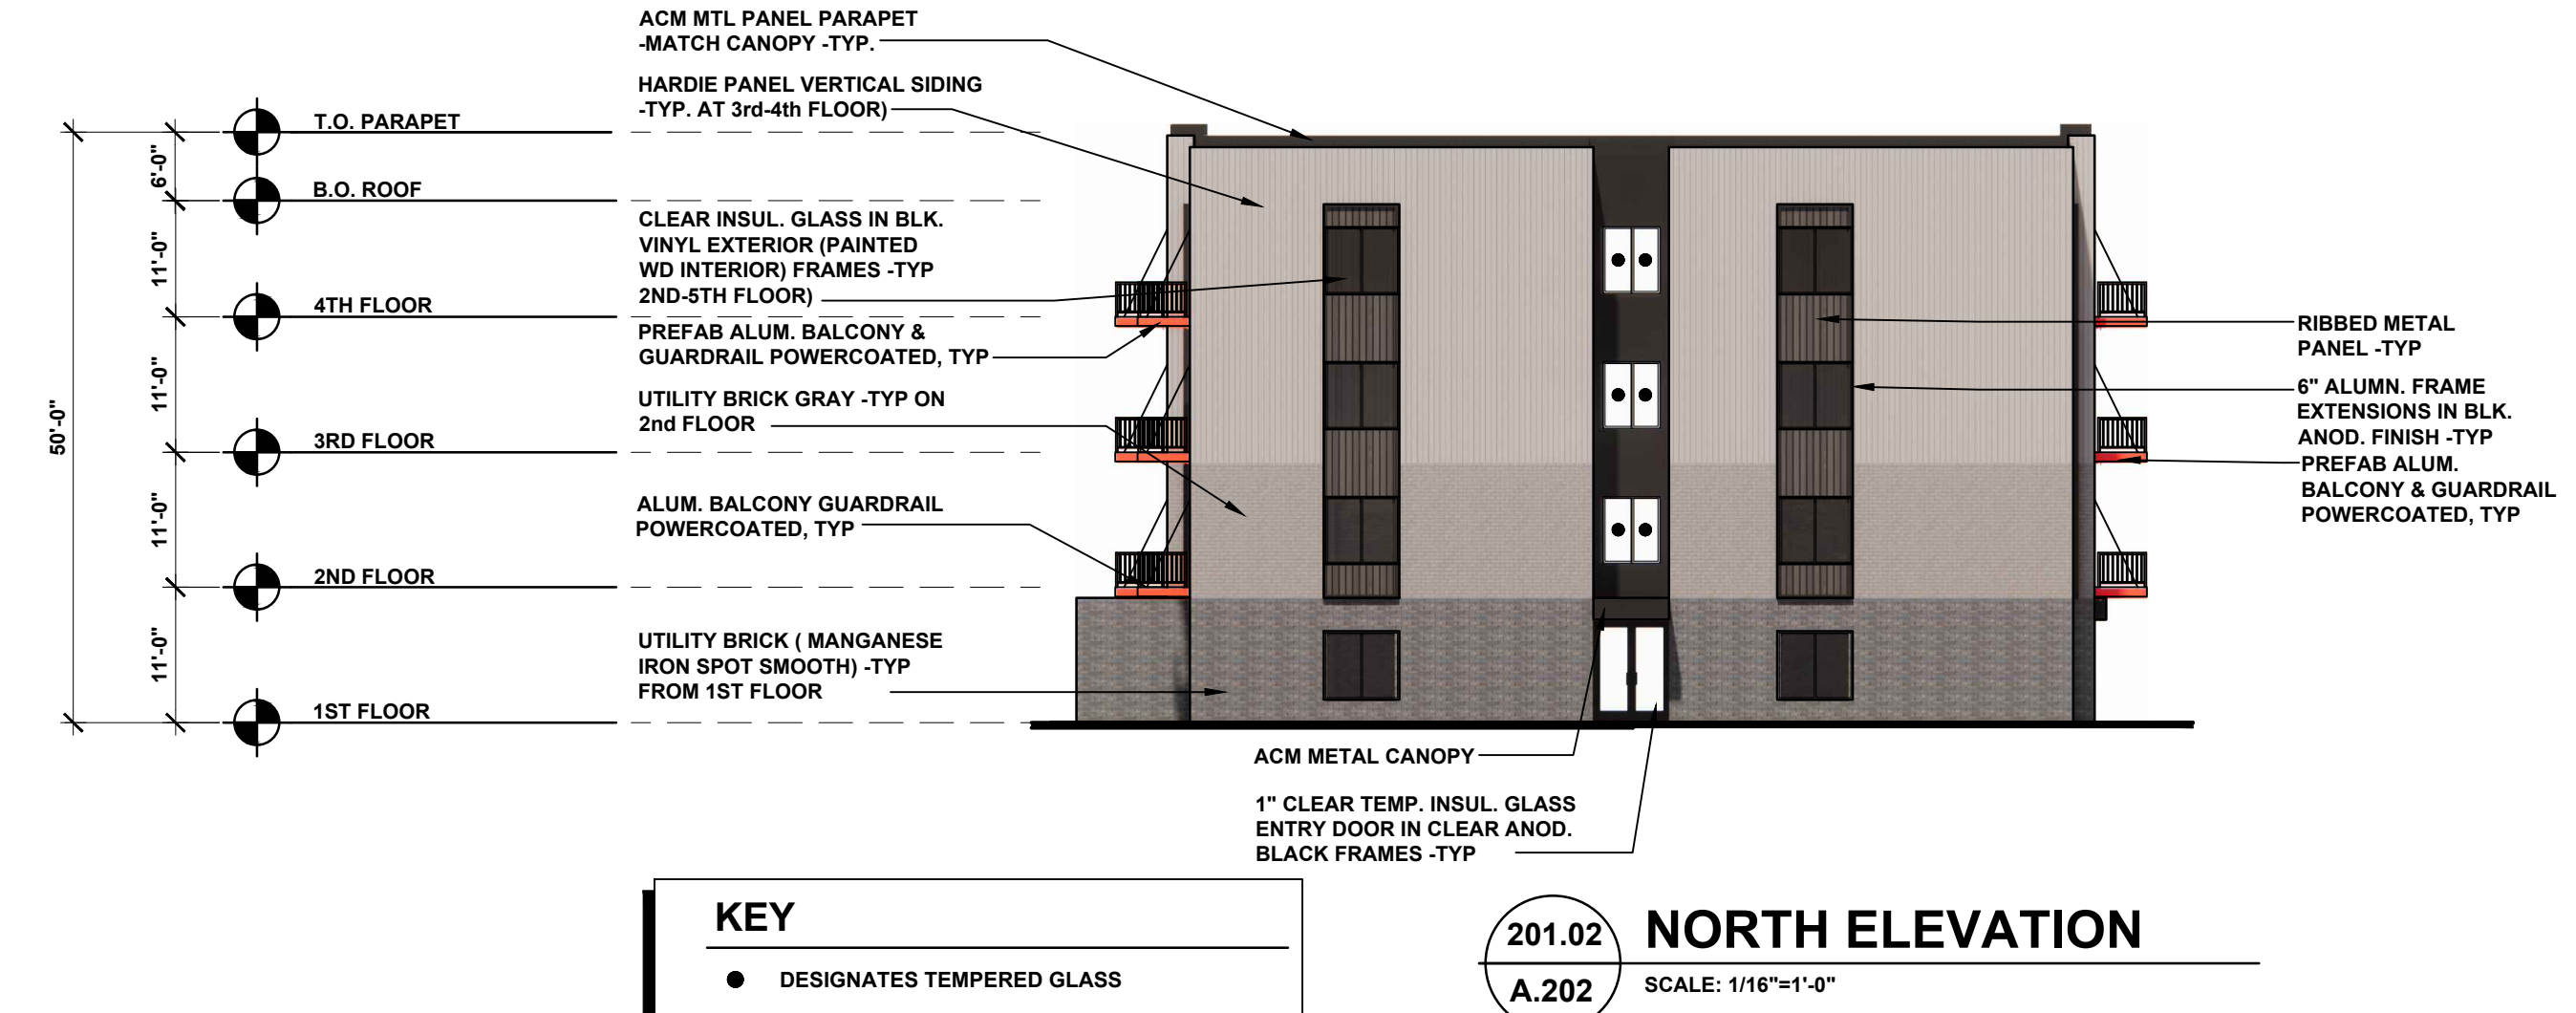 ACM MTL PANEL PARAPET
-MATCH CANOPY -TYP.
HARDIE PANEL VERTICAL SIDING
-TYP. AT 3rd-4th FLOOR)
T.O. PARAPET
6'-0"
B.O. ROOF
CLEAR INSUL. GLASS IN BLK.
VINYL EXTERIOR (PAINTED
WD INTERIOR) FRAMES -TYP
2ND-5TH FLOOR)
11'-0"
4TH FLOOR
PREFAB ALUM. BALCONY &
GUARDRAIL POWERCOATED, TYP
11'-0"
UTILITY BRICK GRAY -TYP ON
2nd FLOOR
50'-0"
3RD FLOOR
11'-0"
ALUM. BALCONY GUARDRAIL
POWERCOATED, TYP
2ND FLOOR
11'-0"
UTILITY BRICK ( MANGANESE
IRON SPOT SMOOTH) -TYP
FROM 1ST FLOOR
1ST FLOOR
RIBBED METAL
PANEL -TYP
6" ALUMN. FRAME
EXTENSIONS IN BLK.
ANOD. FINISH -TYP
PREFAB ALUM.
BALCONY & GUARDRAIL
POWERCOATED, TYP
ACM METAL CANOPY
1" CLEAR TEMP. INSUL. GLASS
ENTRY DOOR IN CLEAR ANOD.
BLACK FRAMES -TYP
KEY
DESIGNATES TEMPERED GLASS
201.02
A.202
NORTH ELEVATION
SCALE: 1/16"=1'-0"